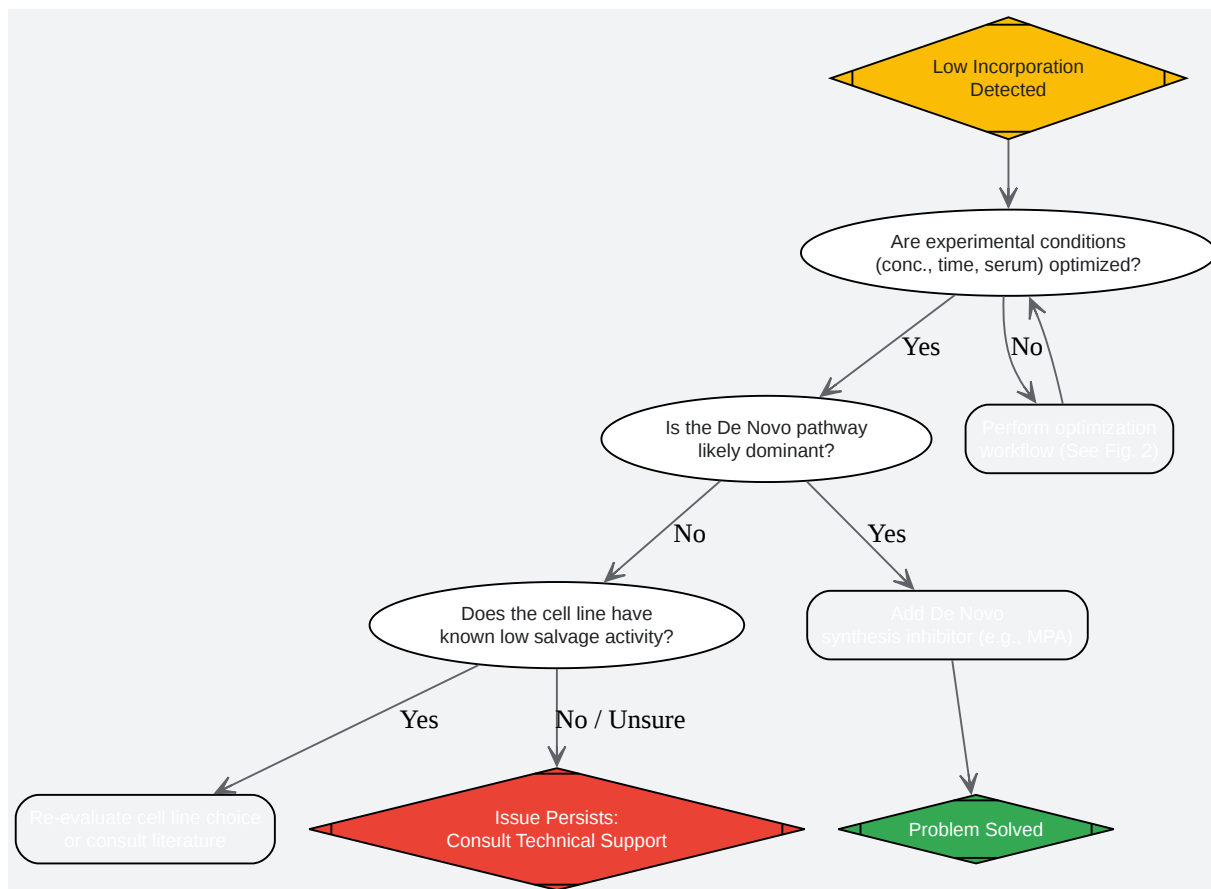 Low Incorporation
Detected
Are experimental conditions
(conc., time, serum) optimized?
Yes
No
Is the De Novo pathway
likely dominant?
Perform optimization
workflow (See Fig. 2)
No
Yes
Does the cell line have
known low salvage activity?
Add De Novo
synthesis inhibitor (e.g., MPA)
Yes
No / Unsure
Re-evaluate cell line choice
or consult literature
Issue Persists:
Consult Technical Support
Problem Solved